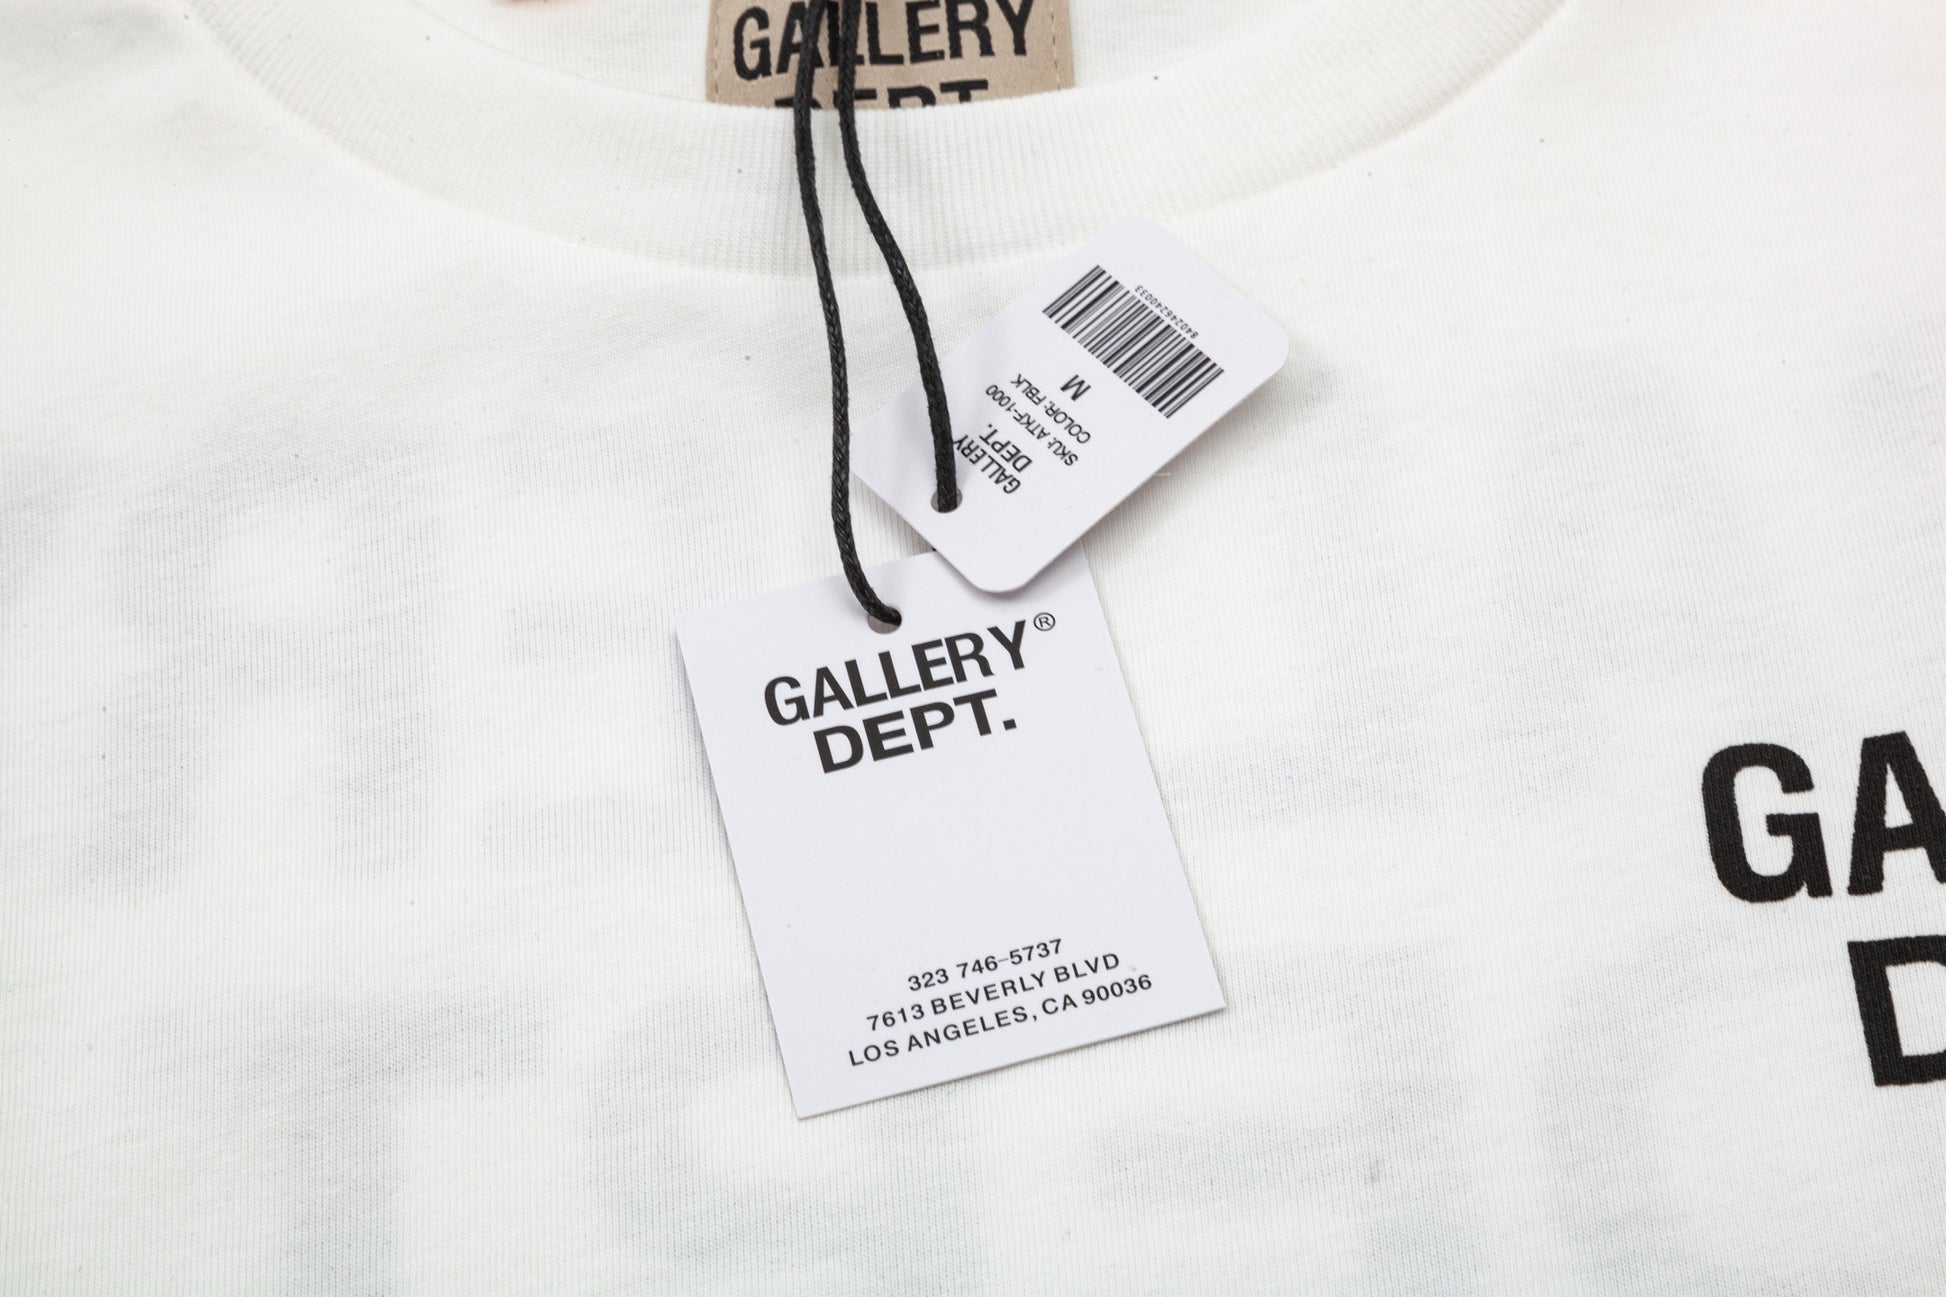 GALLERY
DEPT.
840246240033
M
COLOR: FBLK
SKU: ATKF-1000
GALLERY
DEPT.
GALLERY®
DEPT.
323 746-5737
7613 BEVERLY BLVD
LOS ANGELES, CA 90036
GA
D